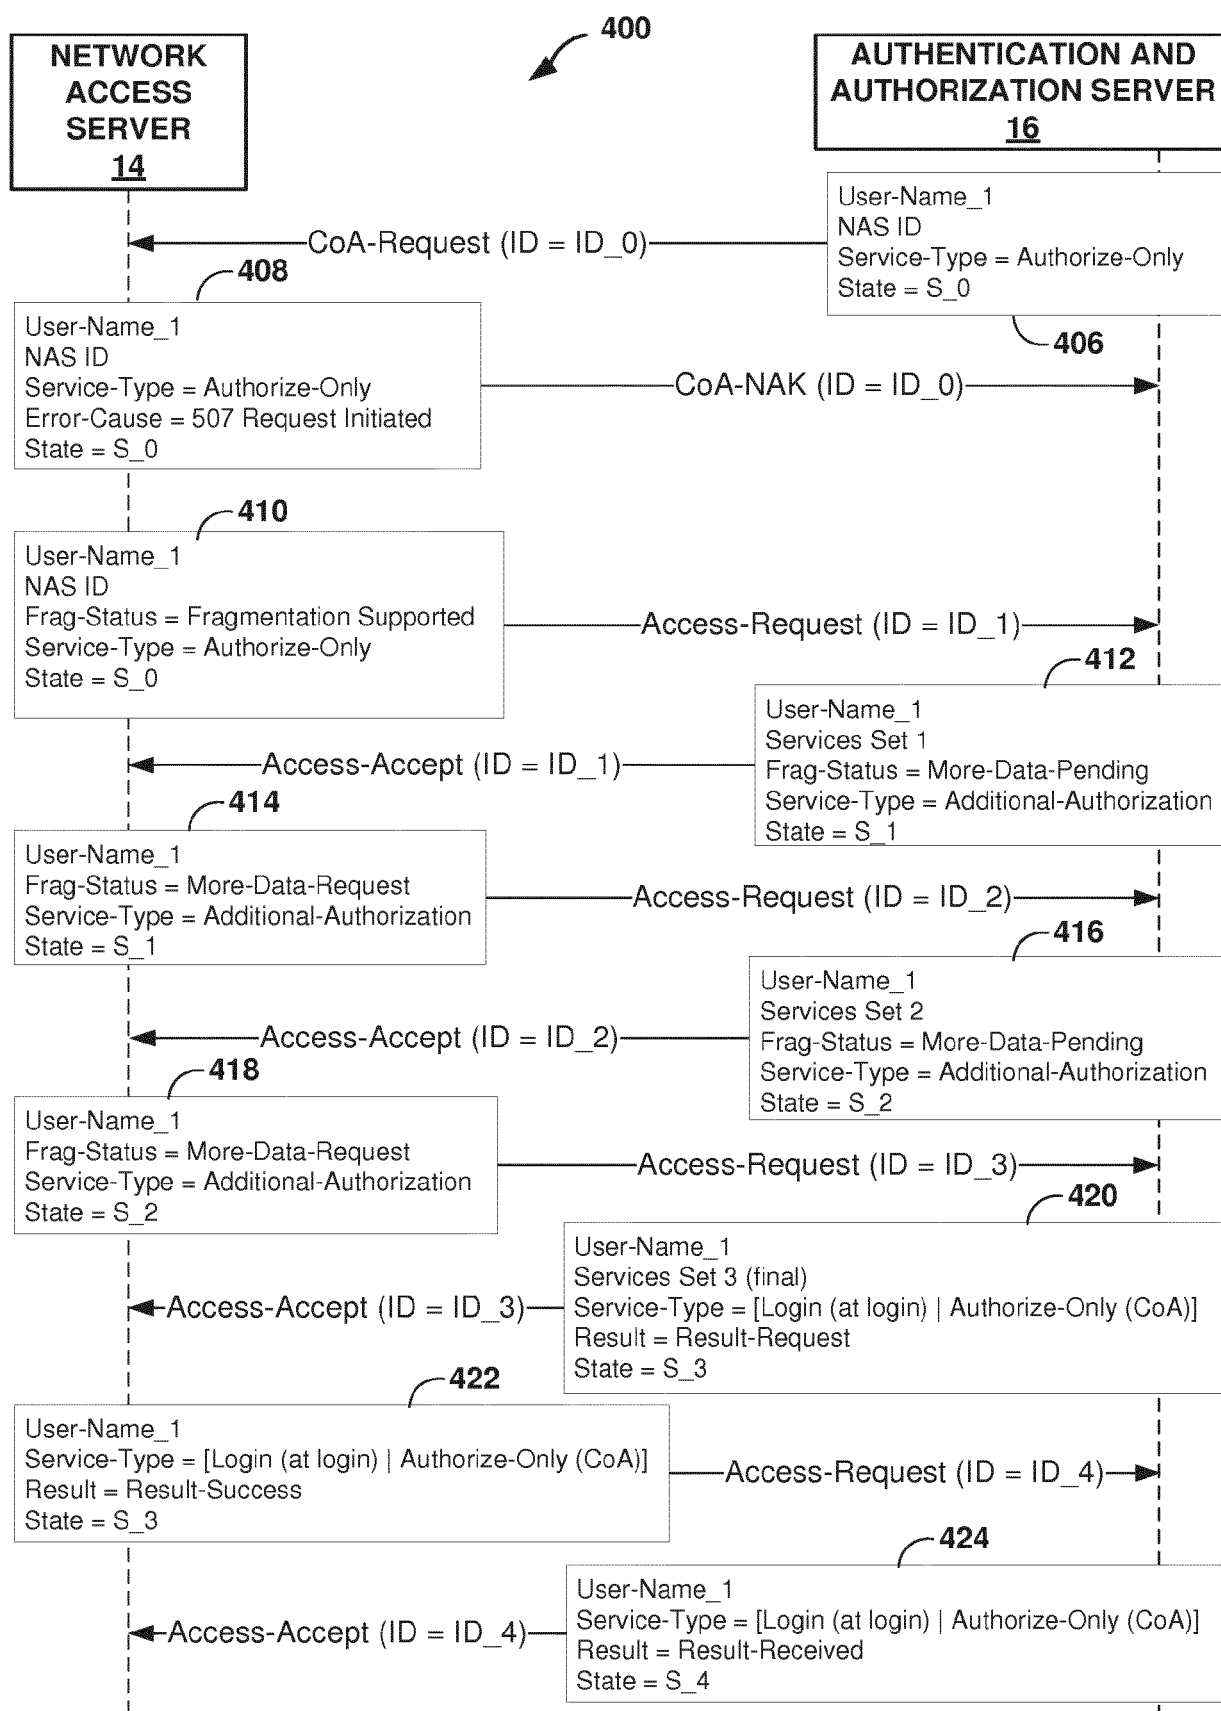 400
NETWORK
ACCESS
SERVER
14
AUTHENTICATION AND
AUTHORIZATION SERVER
16
User-Name_1
NAS ID
Service-Type = Authorize-Only
State = S_0
CoA-Request (ID = ID_0)
406
408
User-Name_1
NAS ID
Service-Type = Authorize-Only
Error-Cause = 507 Request Initiated
State = S_0
CoA-NAK (ID = ID_0)
410
User-Name_1
NAS ID
Frag-Status = Fragmentation Supported
Service-Type = Authorize-Only
State = S_0
Access-Request (ID = ID_1)
412
User-Name_1
Services Set 1
Frag-Status = More-Data-Pending
Service-Type = Additional-Authorization
State = S_1
Access-Accept (ID = ID_1)
414
User-Name_1
Frag-Status = More-Data-Request
Service-Type = Additional-Authorization
State = S_1
Access-Request (ID = ID_2)
416
User-Name_1
Services Set 2
Frag-Status = More-Data-Pending
Service-Type = Additional-Authorization
State = S_2
Access-Accept (ID = ID_2)
418
User-Name_1
Frag-Status = More-Data-Request
Service-Type = Additional-Authorization
State = S_2
Access-Request (ID = ID_3)
420
User-Name_1
Services Set 3 (final)
Service-Type = [Login (at login) | Authorize-Only (CoA)]
Result = Result-Request
State = S_3
Access-Accept (ID = ID_3)
422
User-Name_1
Service-Type = [Login (at login) | Authorize-Only (CoA)]
Result = Result-Success
State = S_3
Access-Request (ID = ID_4)
424
User-Name_1
Service-Type = [Login (at login) | Authorize-Only (CoA)]
Result = Result-Received
State = S_4
Access-Accept (ID = ID_4)